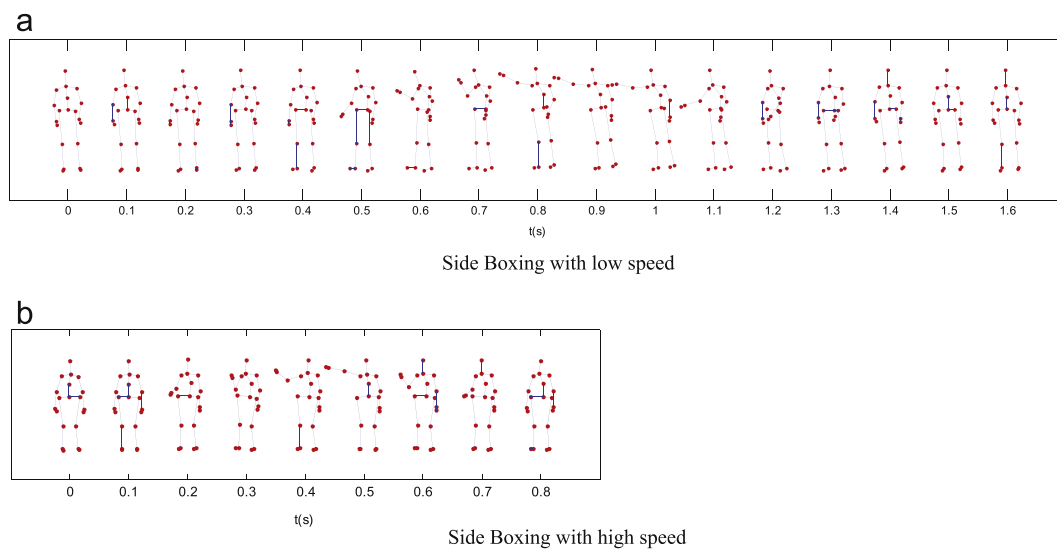 a
0 0.1 0.2 0.3 0.4 0.5 0.6 0.7 0.8 0.9 1 1.1 1.2 1.3 1.4 1.5 1.6
t(s)
Side Boxing with low speed
b
0 0.1 0.2 0.3 0.4 0.5 0.6 0.7 0.8
t(s)
Side Boxing with high speed